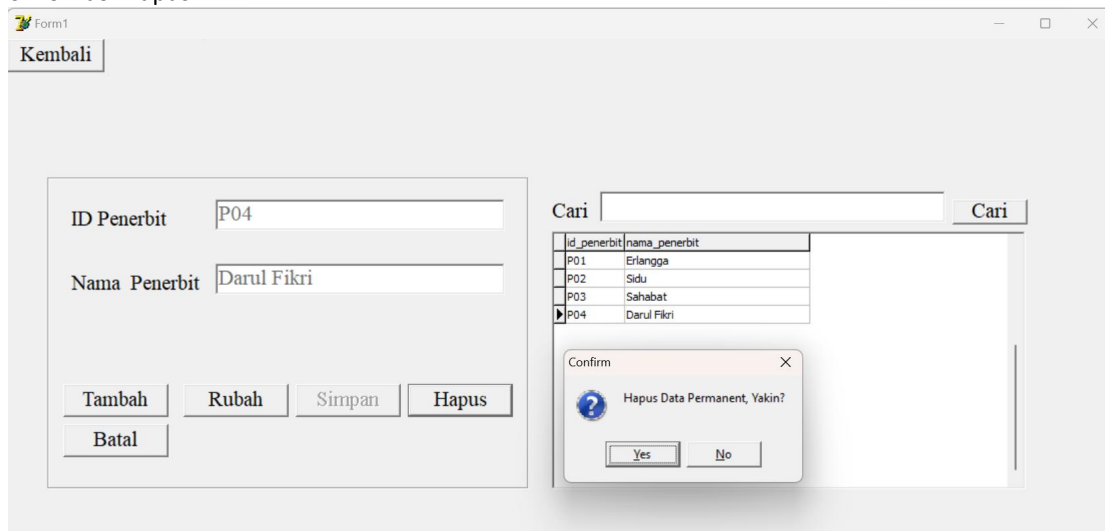 Form1
Kembali
ID Penerbit
P04
Nama Penerbit
Darul Fikri
Tambah
Rubah
Simpan
Hapus
Batal
Cari
Cari
id_penerbit nama_penerbit
P01 Erlangga
P02 Sidu
P03 Sahabat
P04 Darul Fikri
Confirm
Hapus Data Permanent, Yakin?
Yes
No